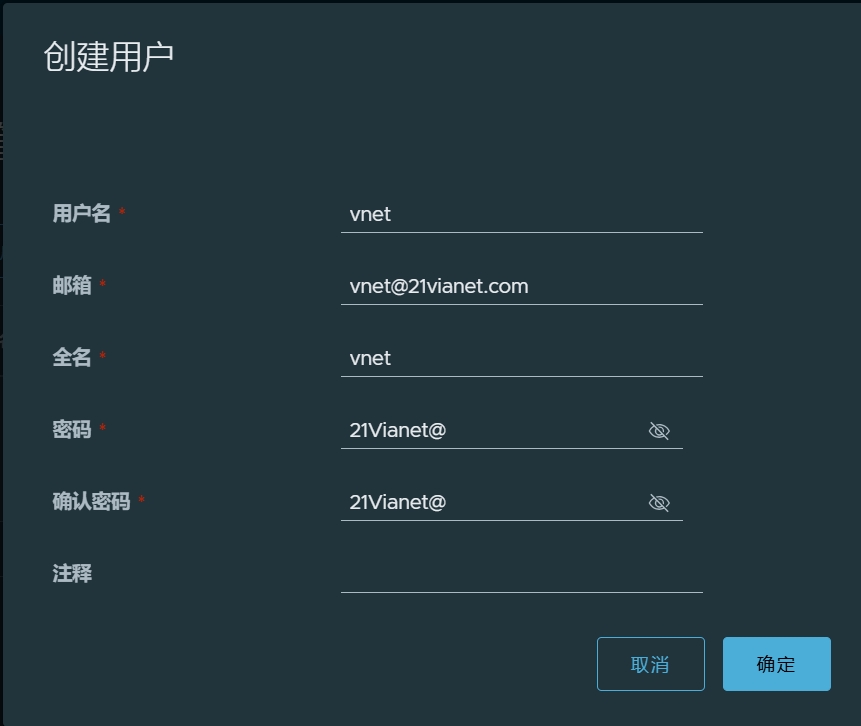 创建用户
用户名 * vnet
邮箱 * vnet@21vianet.com
全名 * vnet
密码 * 21Vianet@
确认密码 * 21Vianet@
注释
取消 确定